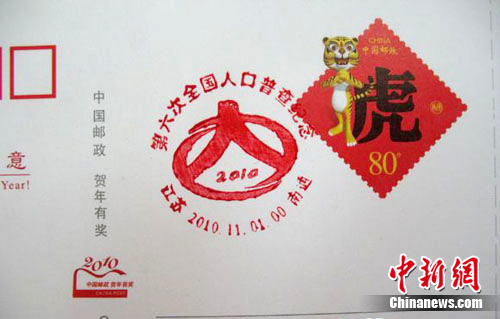 CHINA
中国邮政
虎
80分
第六次全国人口普查纪念
2010
江苏 2010.11.01.00 南通
意
Year!
中国邮政 贺年有奖
2010
中国邮政 贺年有奖
CHINA POST
中新网
Chinanews.com